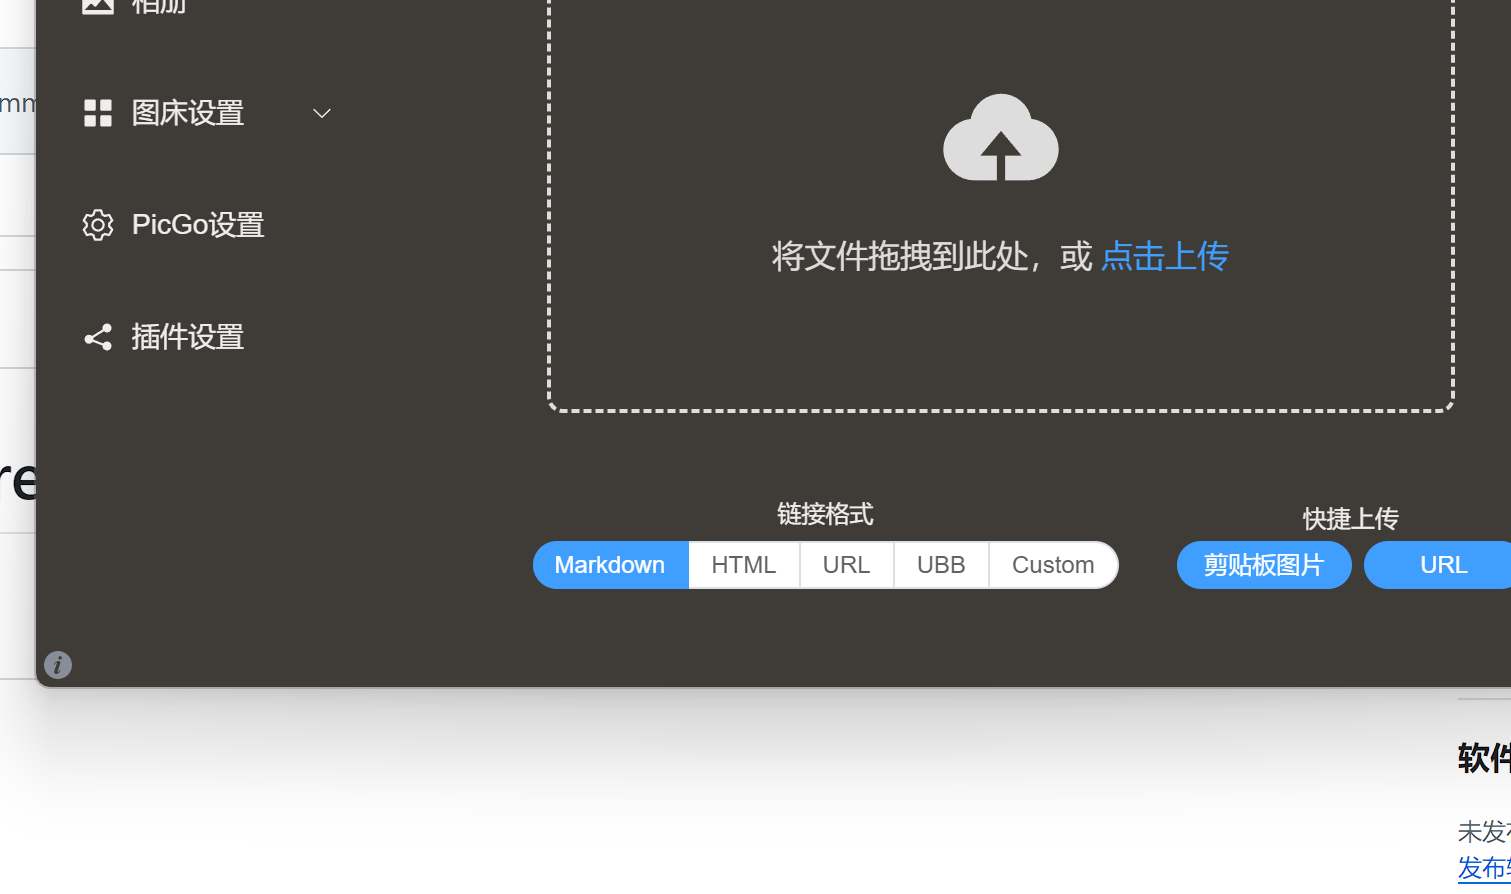 相册
图床设置
PicGo设置
插件设置
将文件拖拽到此处，或 点击上传
链接格式
Markdown
HTML
URL
UBB
Custom
快捷上传
剪贴板图片
URL
mm
re
软件
未发布
发布